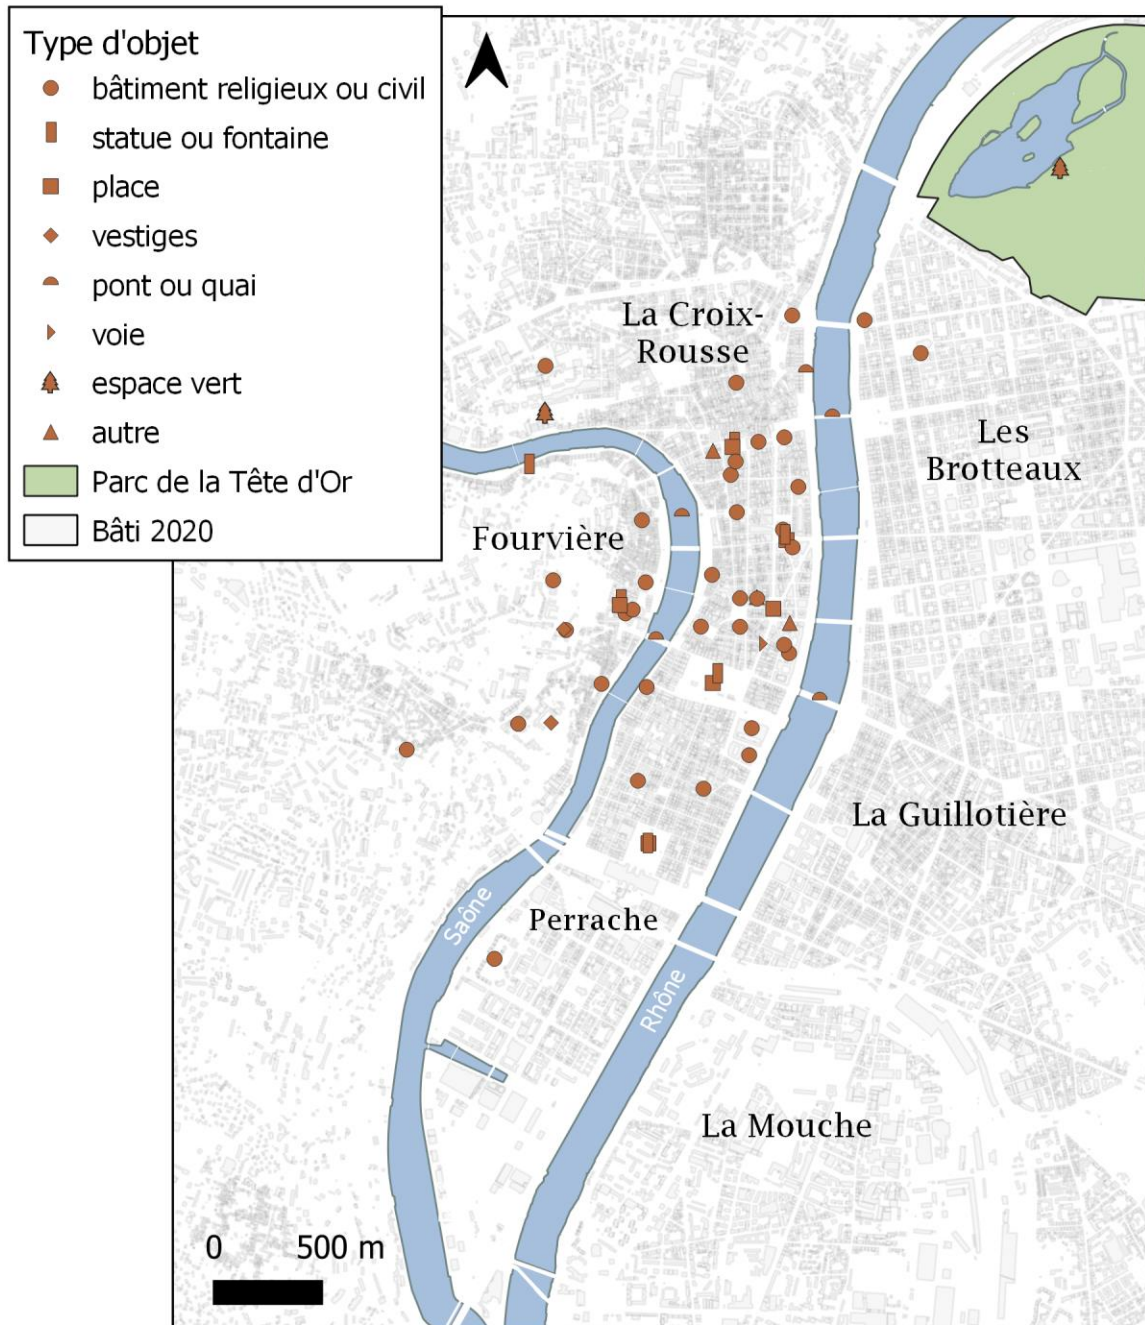 Type d'objet
bâtiment religieux ou civil
statue ou fontaine
place
vestiges
pont ou quai
voie
espace vert
autre
Parc de la Tête d'Or
Bâti 2020
La Croix-
Rousse
Les
Brotteaux
Fourvière
La Guillotière
Perrache
Saône
Rhône
La Mouche
0 500 m